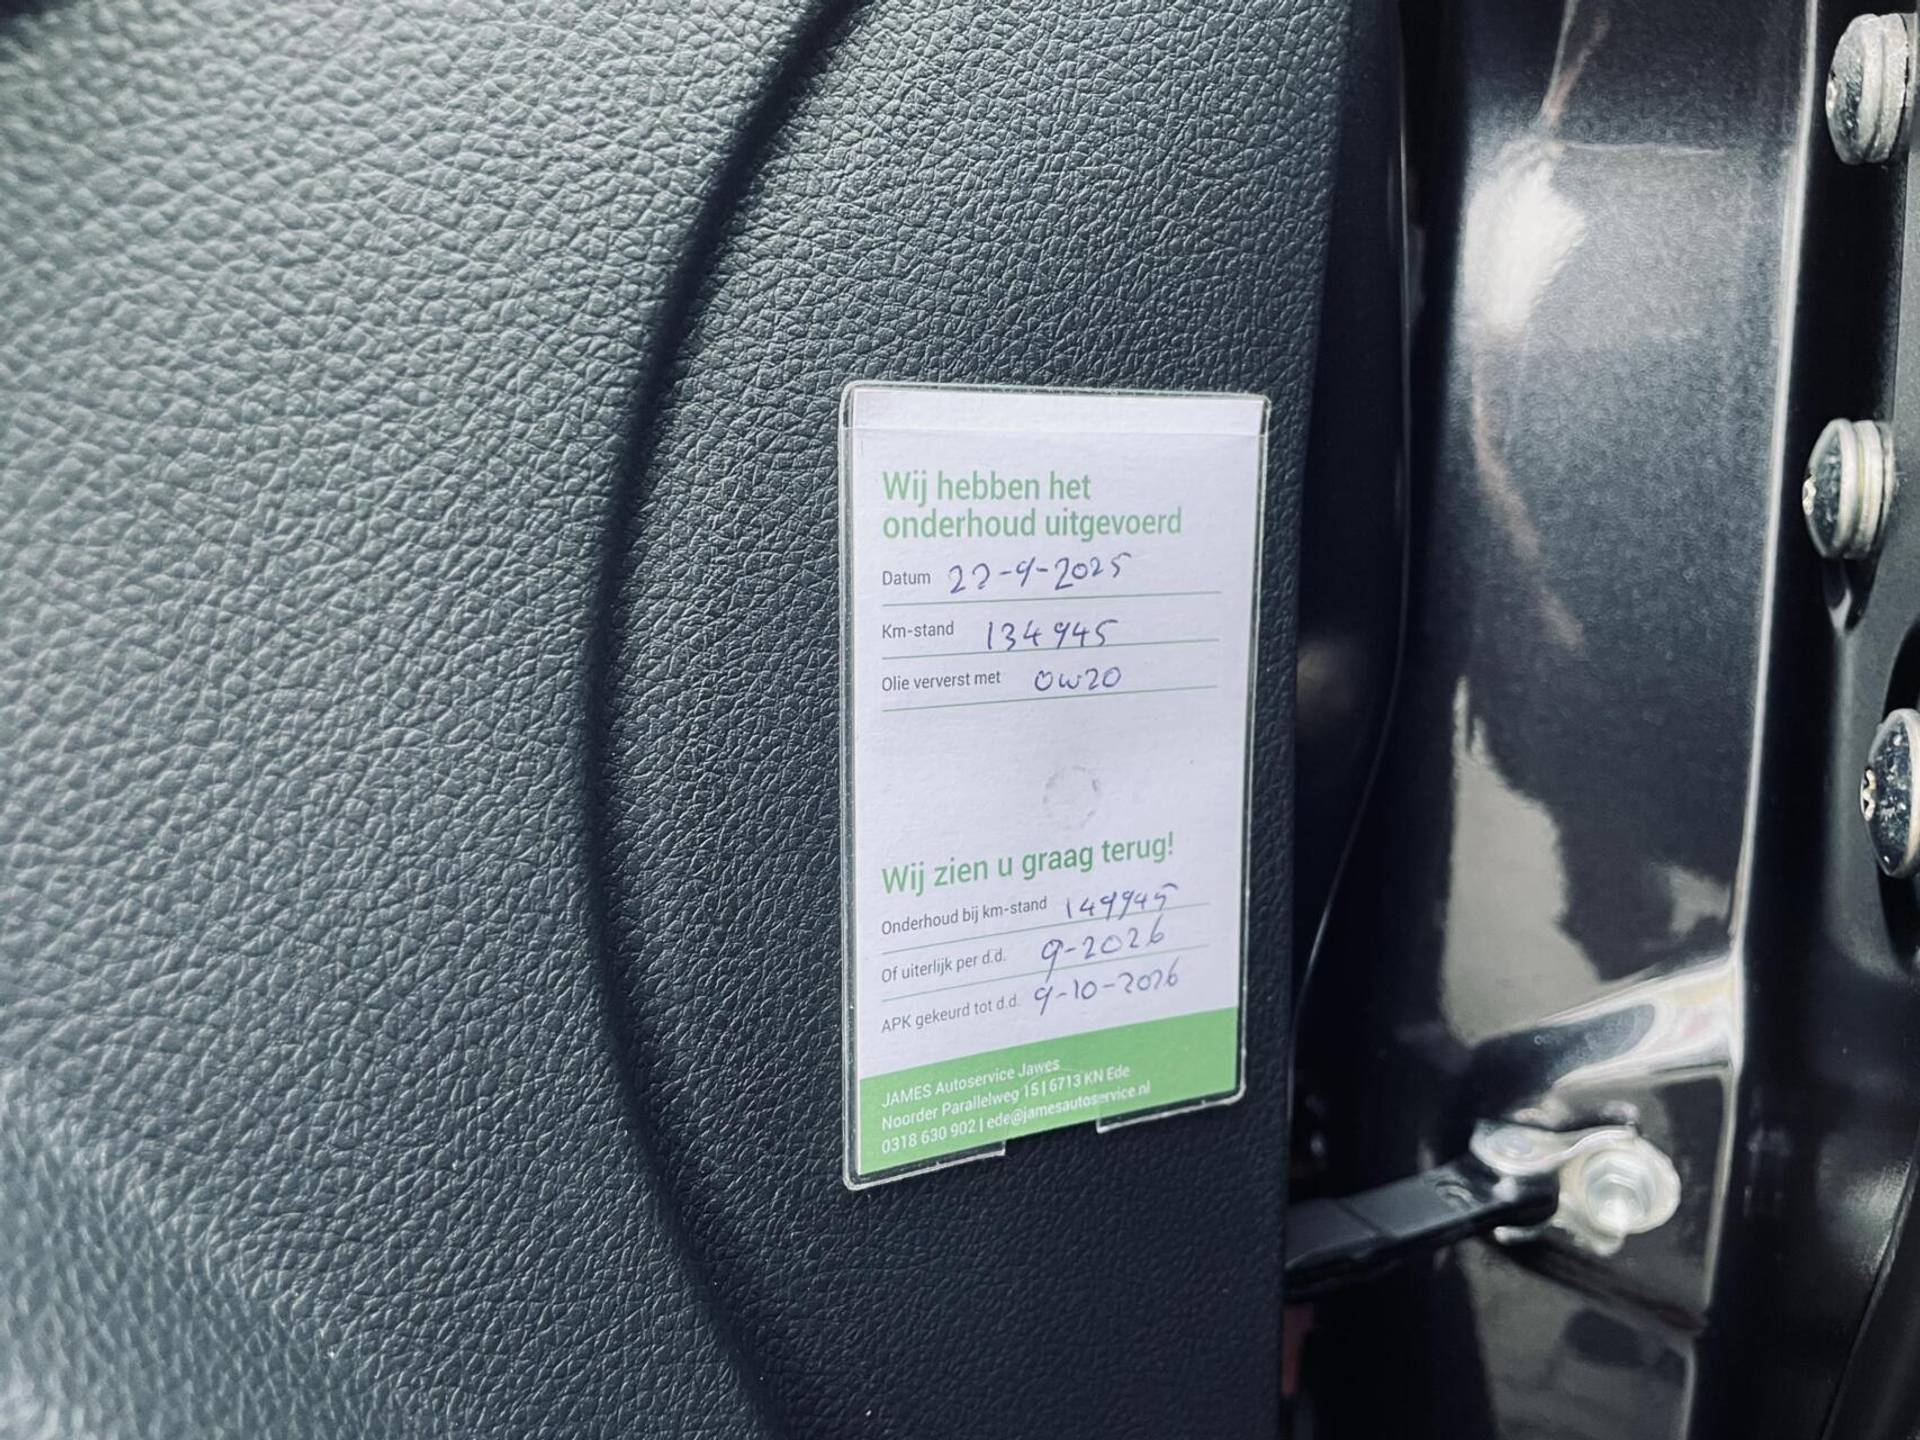 Wij hebben het
onderhoud uitgevoerd
Datum 22-9-2025
Km-stand 134945
Olie ververst met 0W20
Wij zien u graag terug!
Onderhoud bij km-stand 149945
Of uiterlijk per d.d. 9-2026
APK gekeurd tot d.d. 9-10-2026
JAMES Autoservice Jawes
Noorder Parallelweg 15 | 6713 KN Ede
0318 630 902 | ede@jamesautoservice.nl